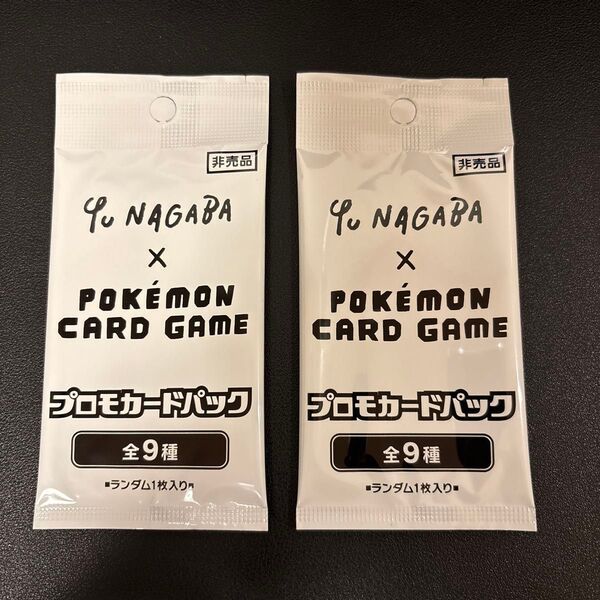 非売品
Yu NAGABA
×
POKÉMON
CARD GAME
プロモカードパック
全9種
■ランダム1枚入り■
非売品
Yu NAGABA
×
POKÉMON
CARD GAME
プロモカードパック
全9種
■ランダム1枚入り■